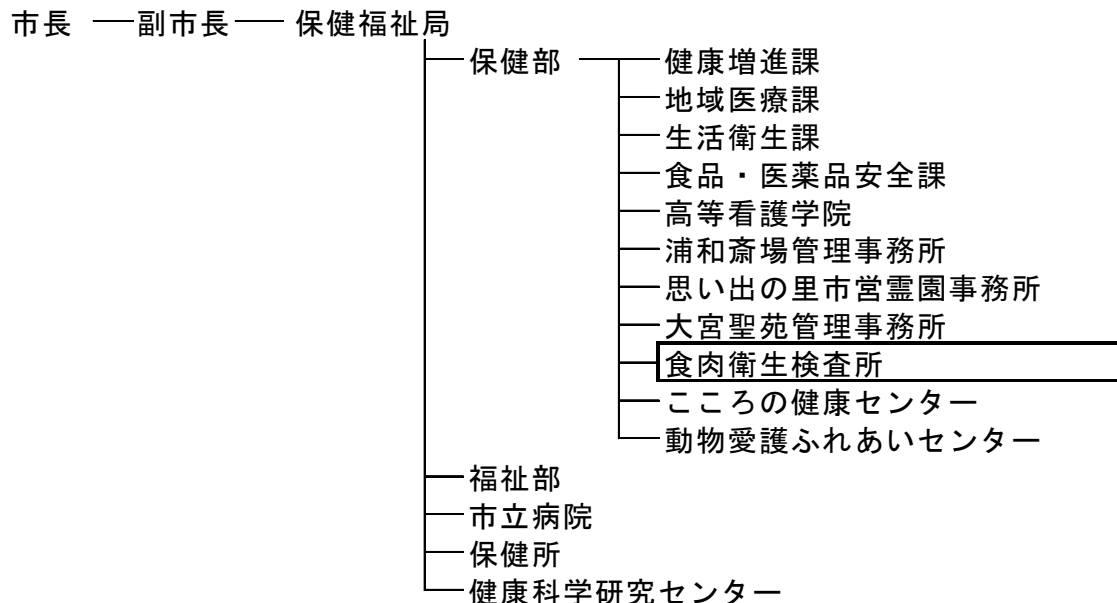 市長 副市長 保健福祉局
保健部 健康増進課
地域医療課
生活衛生課
食品・医薬品安全課
高等看護学院
浦和斎場管理事務所
思い出の里市営霊園事務所
大宮聖苑管理事務所
食肉衛生検査所
こころの健康センター
動物愛護ふれあいセンター
福祉部
市立病院
保健所
健康科学研究センター